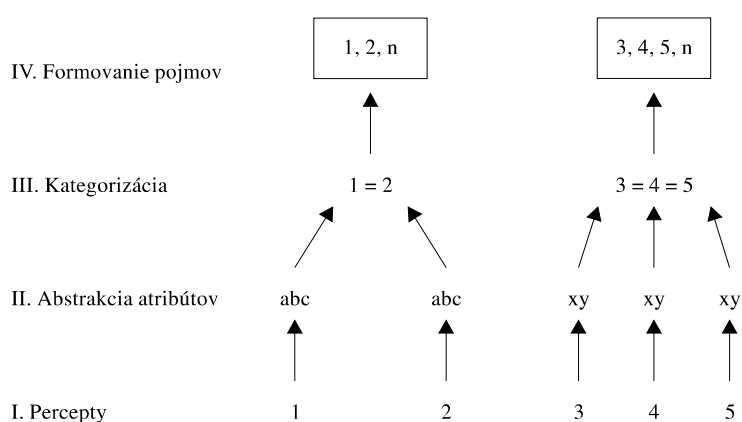 IV. Formovanie pojmov 1, 2, n 3, 4, 5, n
III. Kategorizácia 1 = 2 3 = 4 = 5
II. Abstrakcia atribútov abc abc xy xy xy
I. Percepty 1 2 3 4 5